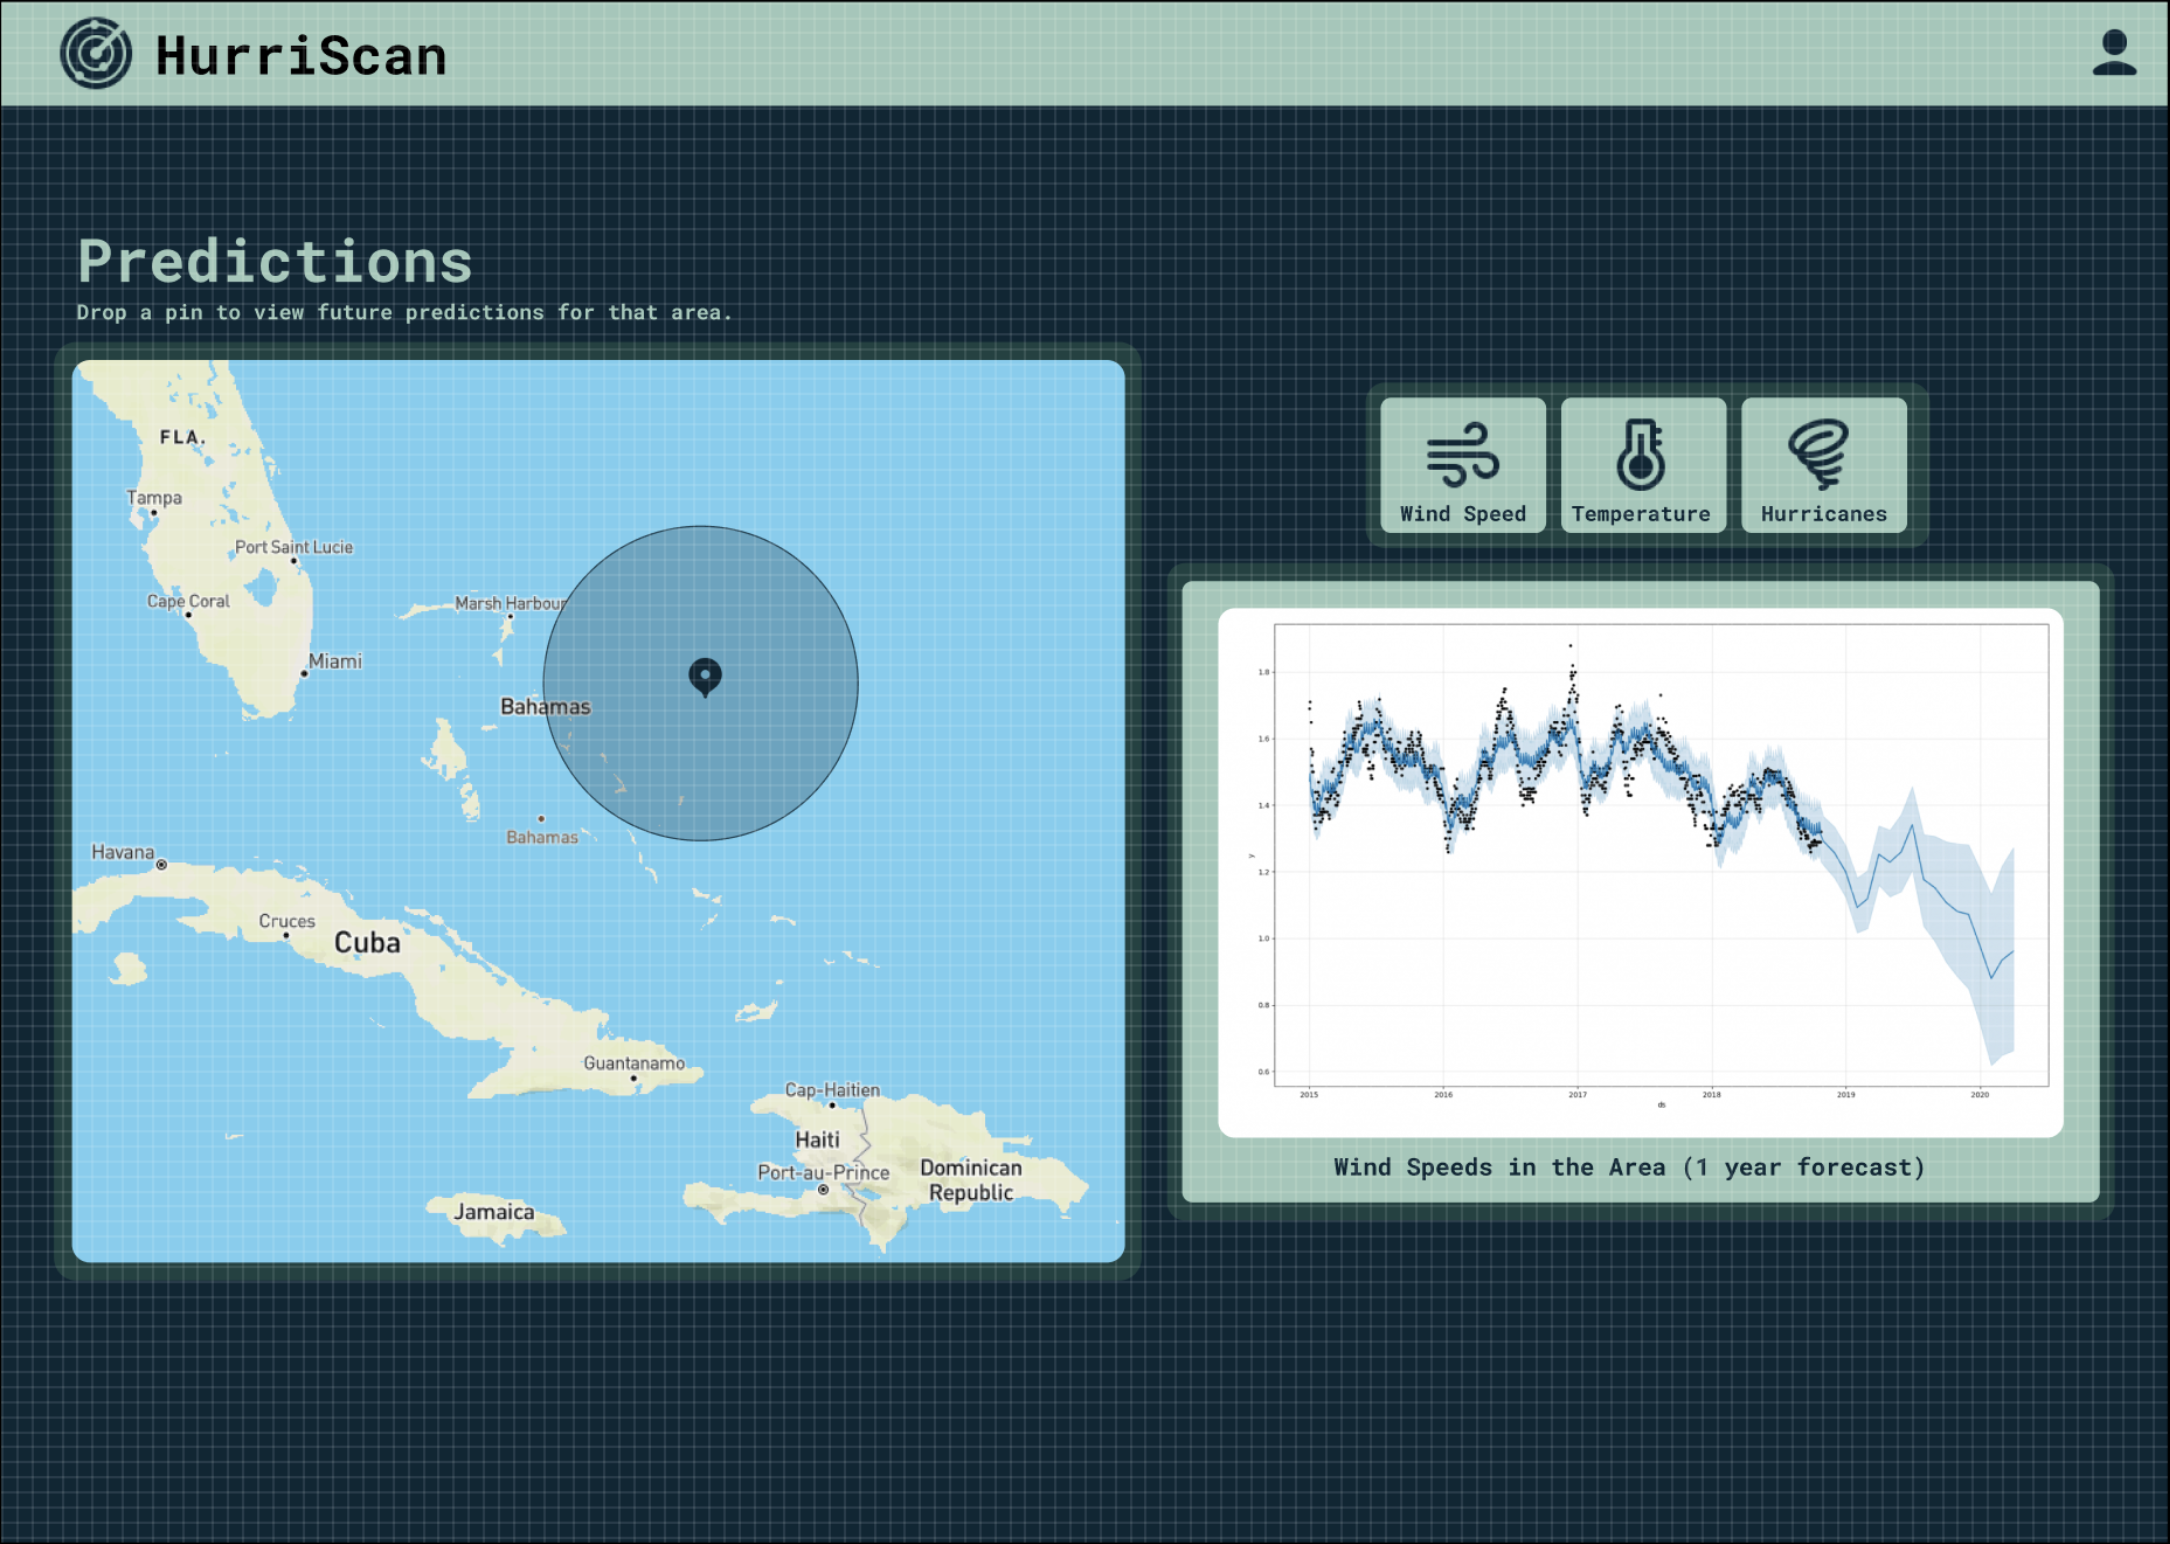 HurriScan
Predictions
Drop a pin to view future predictions for that area.
FLA.
Tampa
Port Saint Lucie
Cape Coral
Marsh Harbour
Miami
Bahamas
Bahamas
Havana
Cruces
Cuba
Guantanamo
Cap-Haitien
Haiti
Port-au-Prince
Dominican
Republic
Jamaica
Wind Speed
Temperature
Hurricanes
1.8
1.6
1.4
1.2
1.0
0.8
0.6
y
2015 2016 2017 2018 2019 2020
ds
Wind Speeds in the Area (1 year forecast)